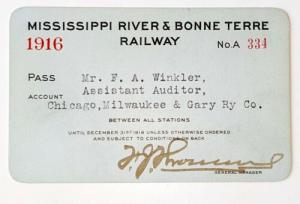 MISSISSIPPI RIVER & BONNE TERRE
1916 RAILWAY No. A 334
PASS Mr. F. A. Winkler,
ACCOUNT Assistant Auditor,
Chicago, Milwaukee & Gary Ry Co.
BETWEEN ALL STATIONS
UNTIL DECEMBER 31ST 1916 UNLESS OTHERWISE ORDERED
AND SUBJECT TO CONDITIONS ON BACK
GENERAL MANAGER